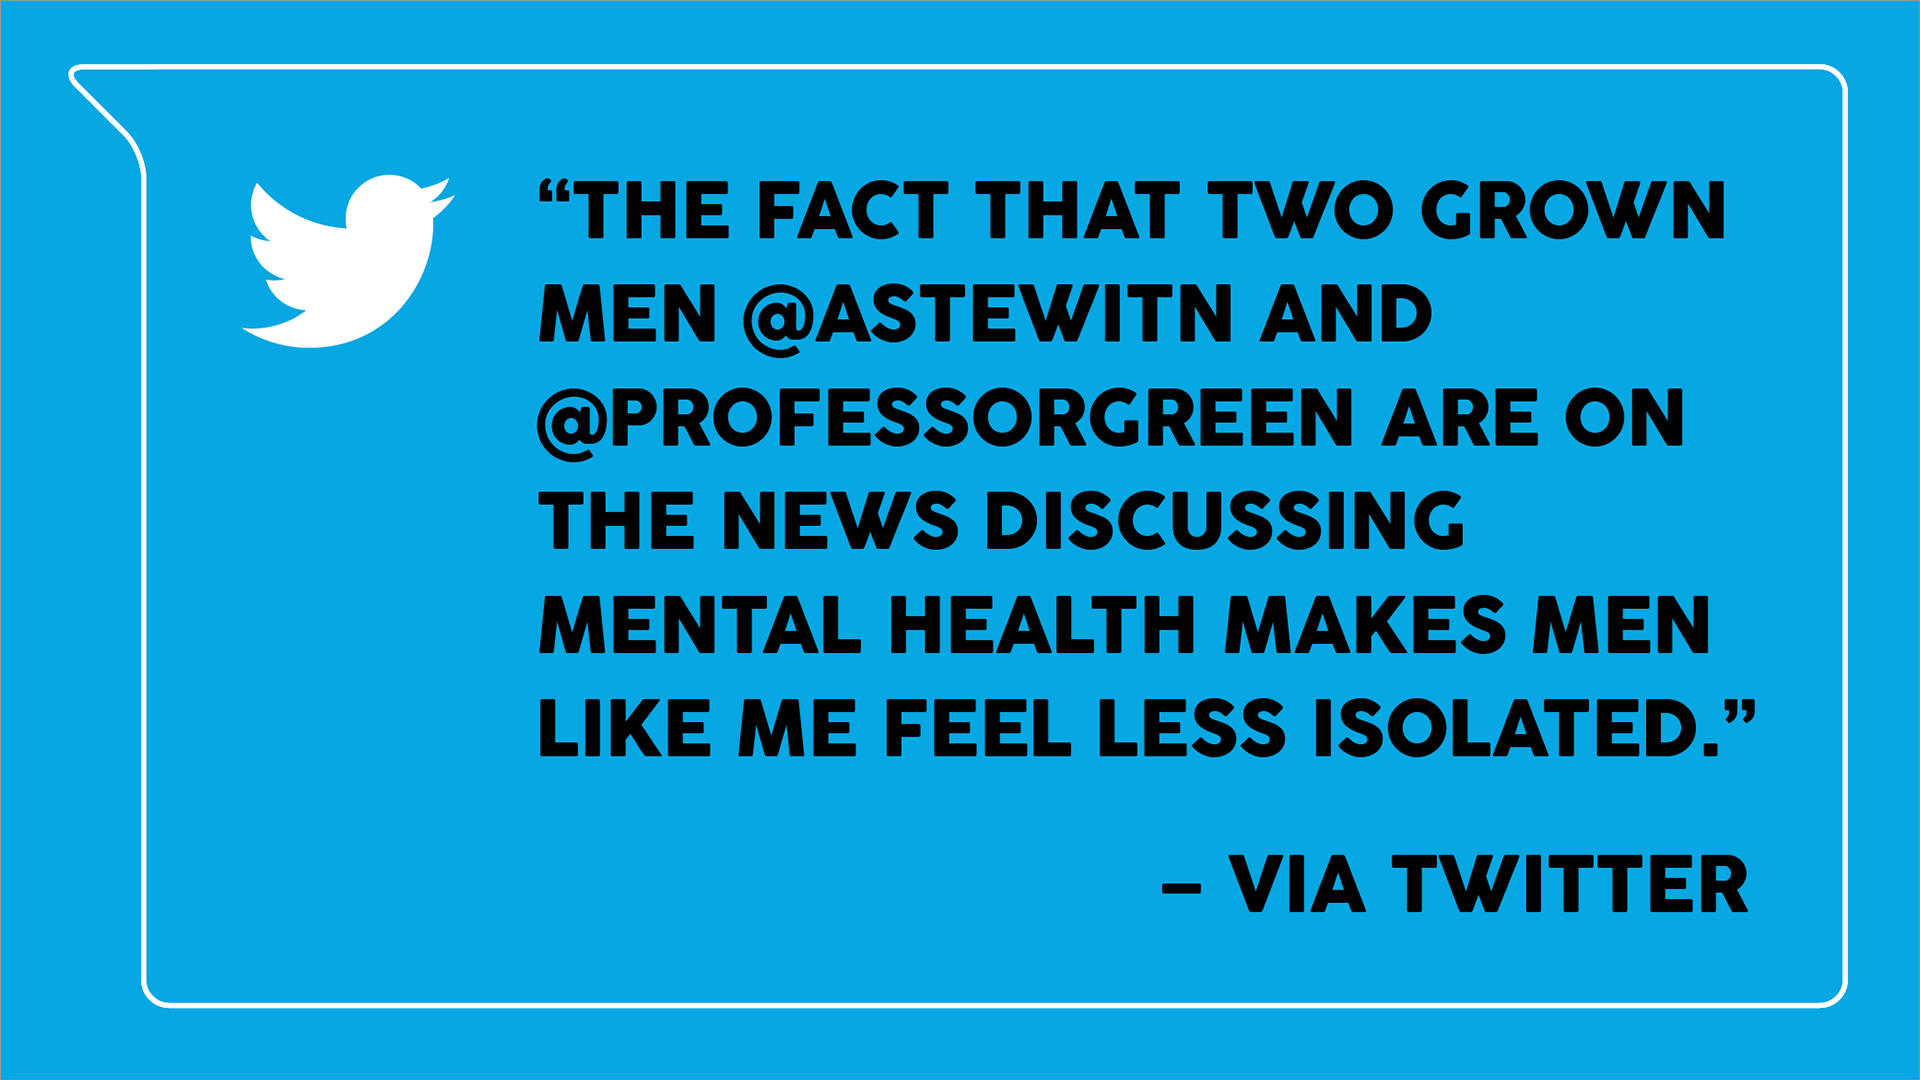 “THE FACT THAT TWO GROWN
MEN @ASTEWITN AND
@PROFESSORGREEN ARE ON
THE NEWS DISCUSSING
MENTAL HEALTH MAKES MEN
LIKE ME FEEL LESS ISOLATED.”
– VIA TWITTER